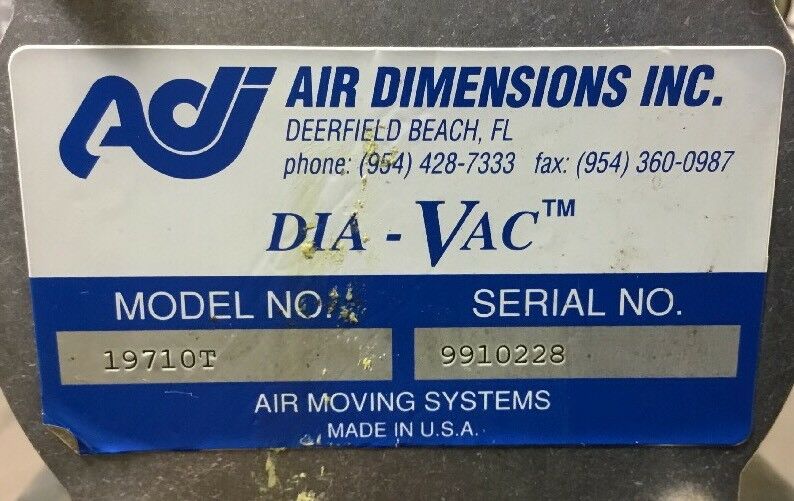 Adi AIR DIMENSIONS INC.
DEERFIELD BEACH, FL
phone: (954) 428-7333 fax: (954) 360-0987
DIA - VAC™
MODEL NO. SERIAL NO.
19710T 9910228
AIR MOVING SYSTEMS
MADE IN U.S.A.